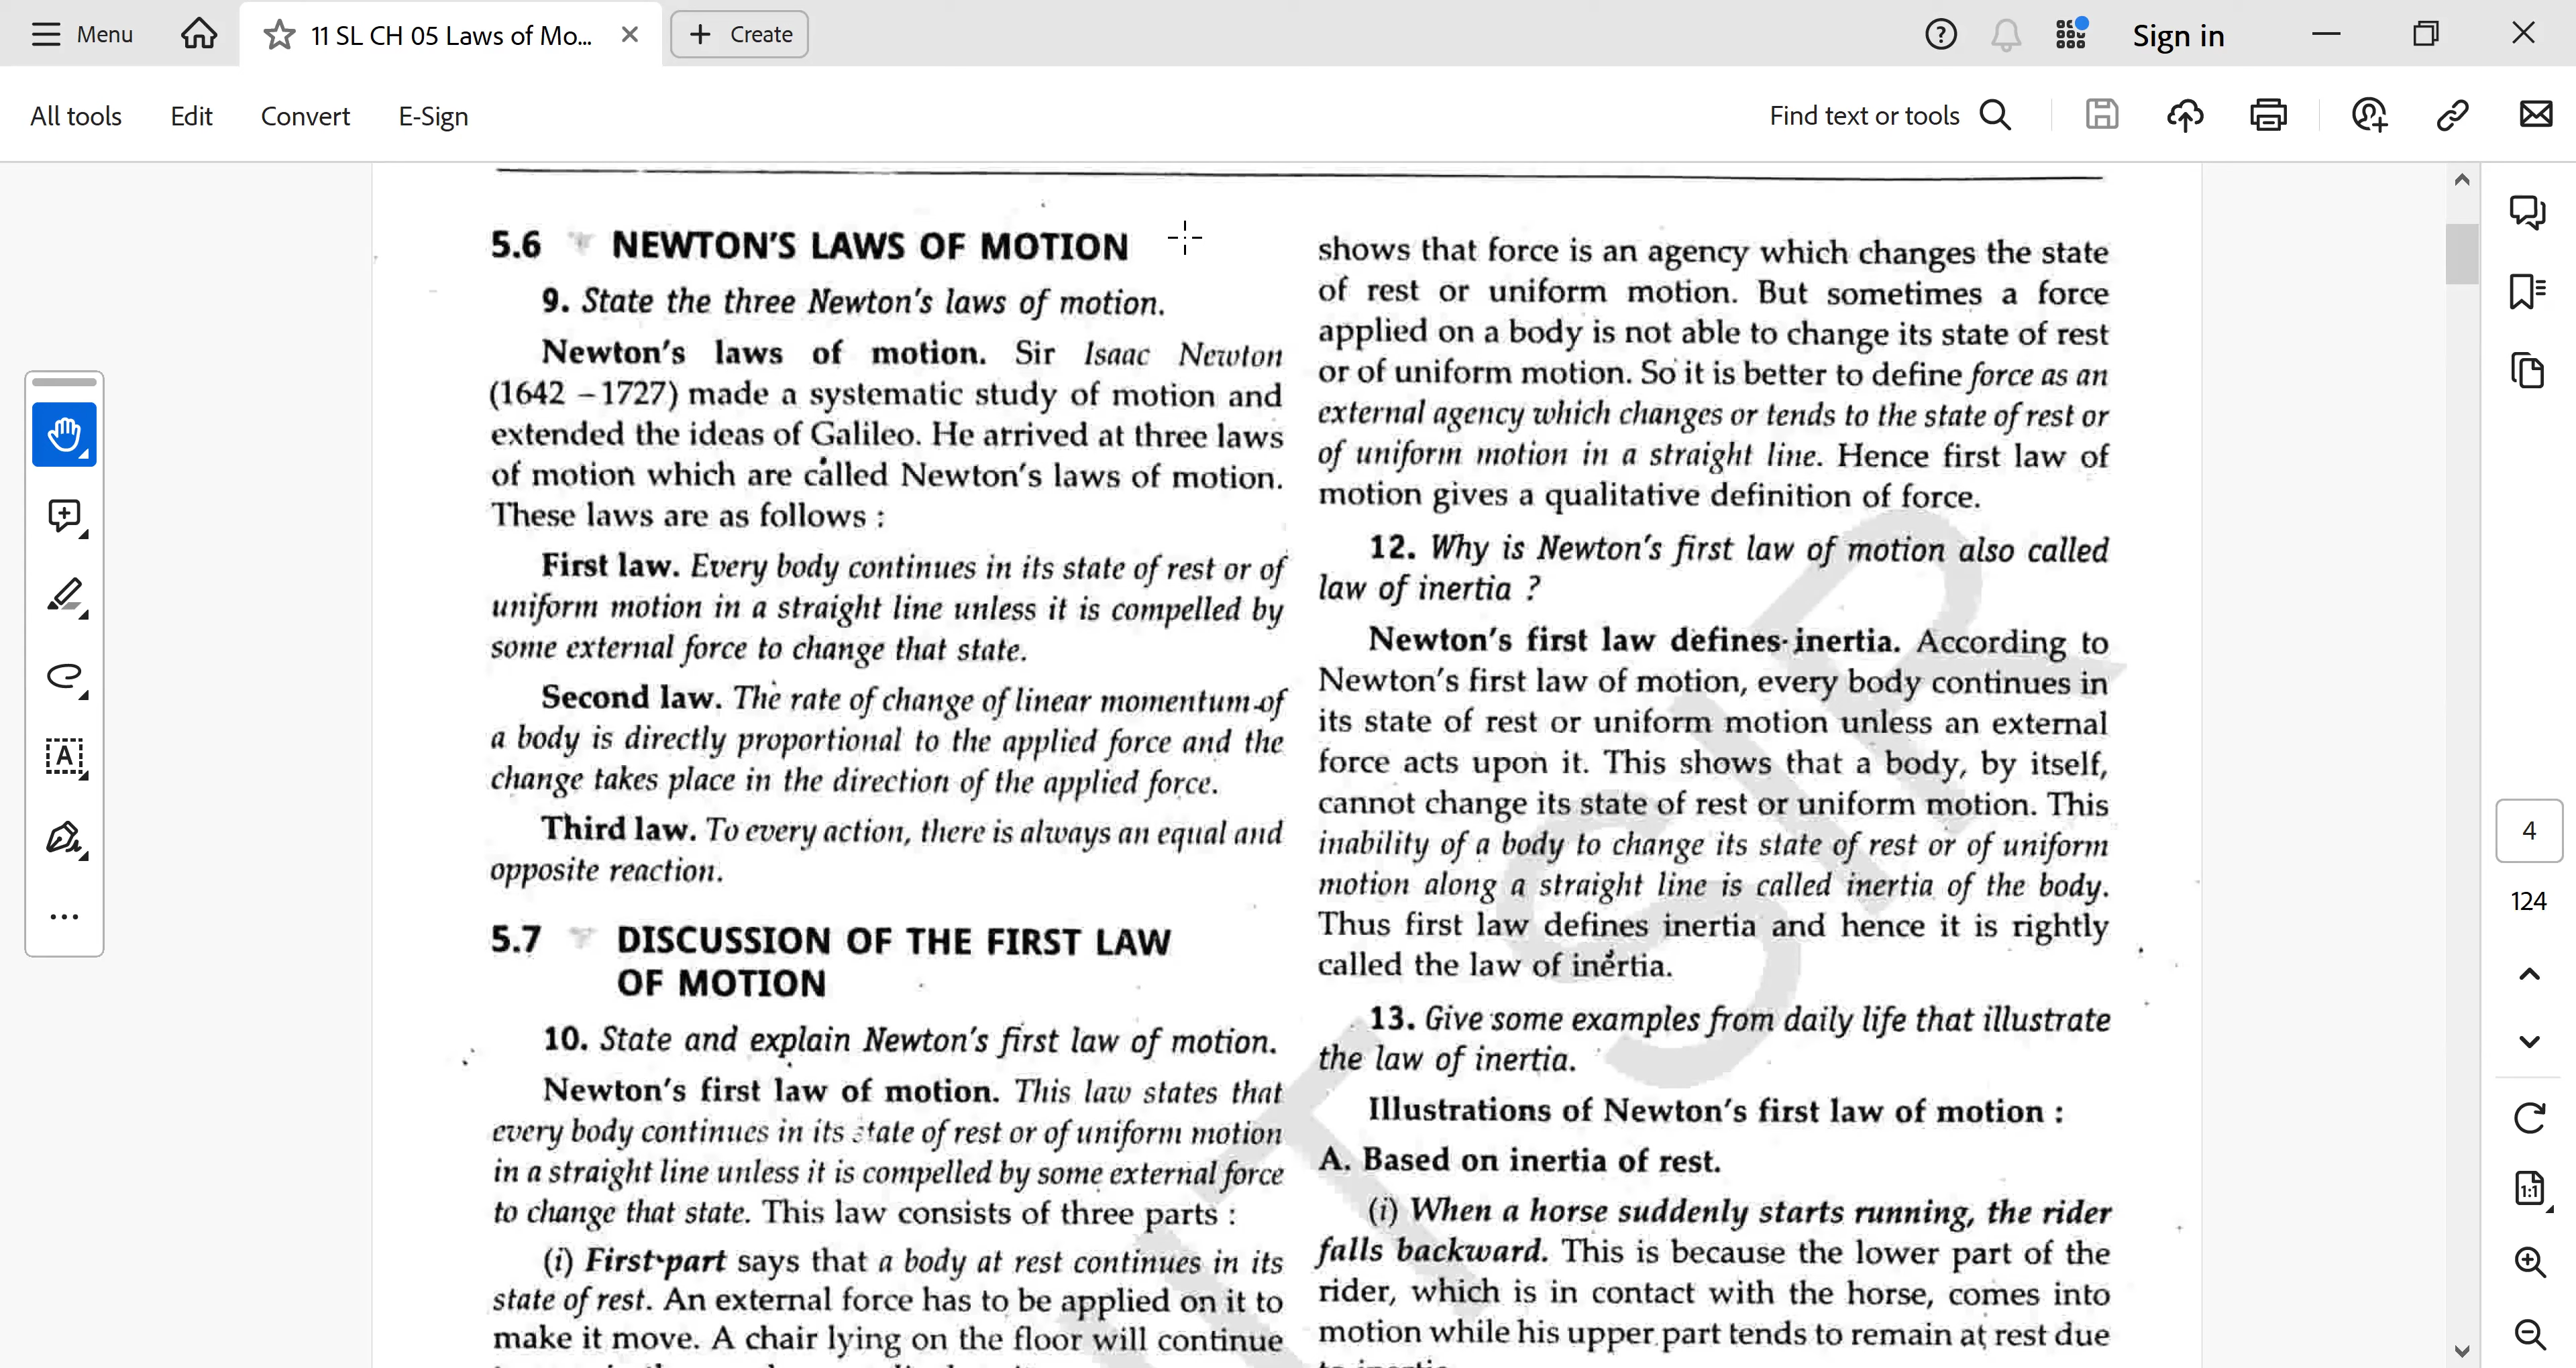 Menu
11 SL CH 05 Laws of Mo...
Create
Sign in
All tools
Edit
Convert
E-Sign
Find text or tools
5.6 NEWTON'S LAWS OF MOTION
9. State the three Newton's laws of motion.
Newton's laws of motion. Sir Isaac Newton
(1642 – 1727) made a systematic study of motion and
extended the ideas of Galileo. He arrived at three laws
of motion which are called Newton's laws of motion.
These laws are as follows :
First law. Every body continues in its state of rest or of
uniform motion in a straight line unless it is compelled by
some external force to change that state.
Second law. The rate of change of linear momentum of
a body is directly proportional to the applied force and the
change takes place in the direction of the applied force.
Third law. To every action, there is always an equal and
opposite reaction.
5.7 DISCUSSION OF THE FIRST LAW
OF MOTION
10. State and explain Newton's first law of motion.
Newton's first law of motion. This law states that
every body continues in its state of rest or of uniform motion
in a straight line unless it is compelled by some external force
to change that state. This law consists of three parts :
(i) First part says that a body at rest continues in its
state of rest. An external force has to be applied on it to
make it move. A chair lying on the floor will continue
shows that force is an agency which changes the state
of rest or uniform motion. But sometimes a force
applied on a body is not able to change its state of rest
or of uniform motion. So it is better to define force as an
external agency which changes or tends to the state of rest or
of uniform motion in a straight line. Hence first law of
motion gives a qualitative definition of force.
12. Why is Newton's first law of motion also called
law of inertia ?
Newton's first law defines inertia. According to
Newton's first law of motion, every body continues in
its state of rest or uniform motion unless an external
force acts upon it. This shows that a body, by itself,
cannot change its state of rest or uniform motion. This
inability of a body to change its state of rest or of uniform
motion along a straight line is called inertia of the body.
Thus first law defines inertia and hence it is rightly
called the law of inertia.
13. Give some examples from daily life that illustrate
the law of inertia.
Illustrations of Newton's first law of motion :
A. Based on inertia of rest.
(i) When a horse suddenly starts running, the rider
falls backward. This is because the lower part of the
rider, which is in contact with the horse, comes into
motion while his upper part tends to remain at rest due
4
124
1:1
SIR